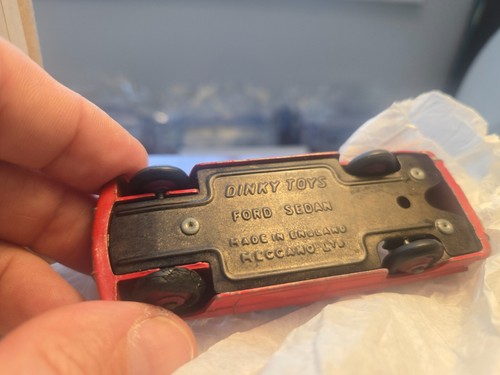 DINKY TOYS
FORD SEDAN
MADE IN ENGLAND
MECCANO LTD